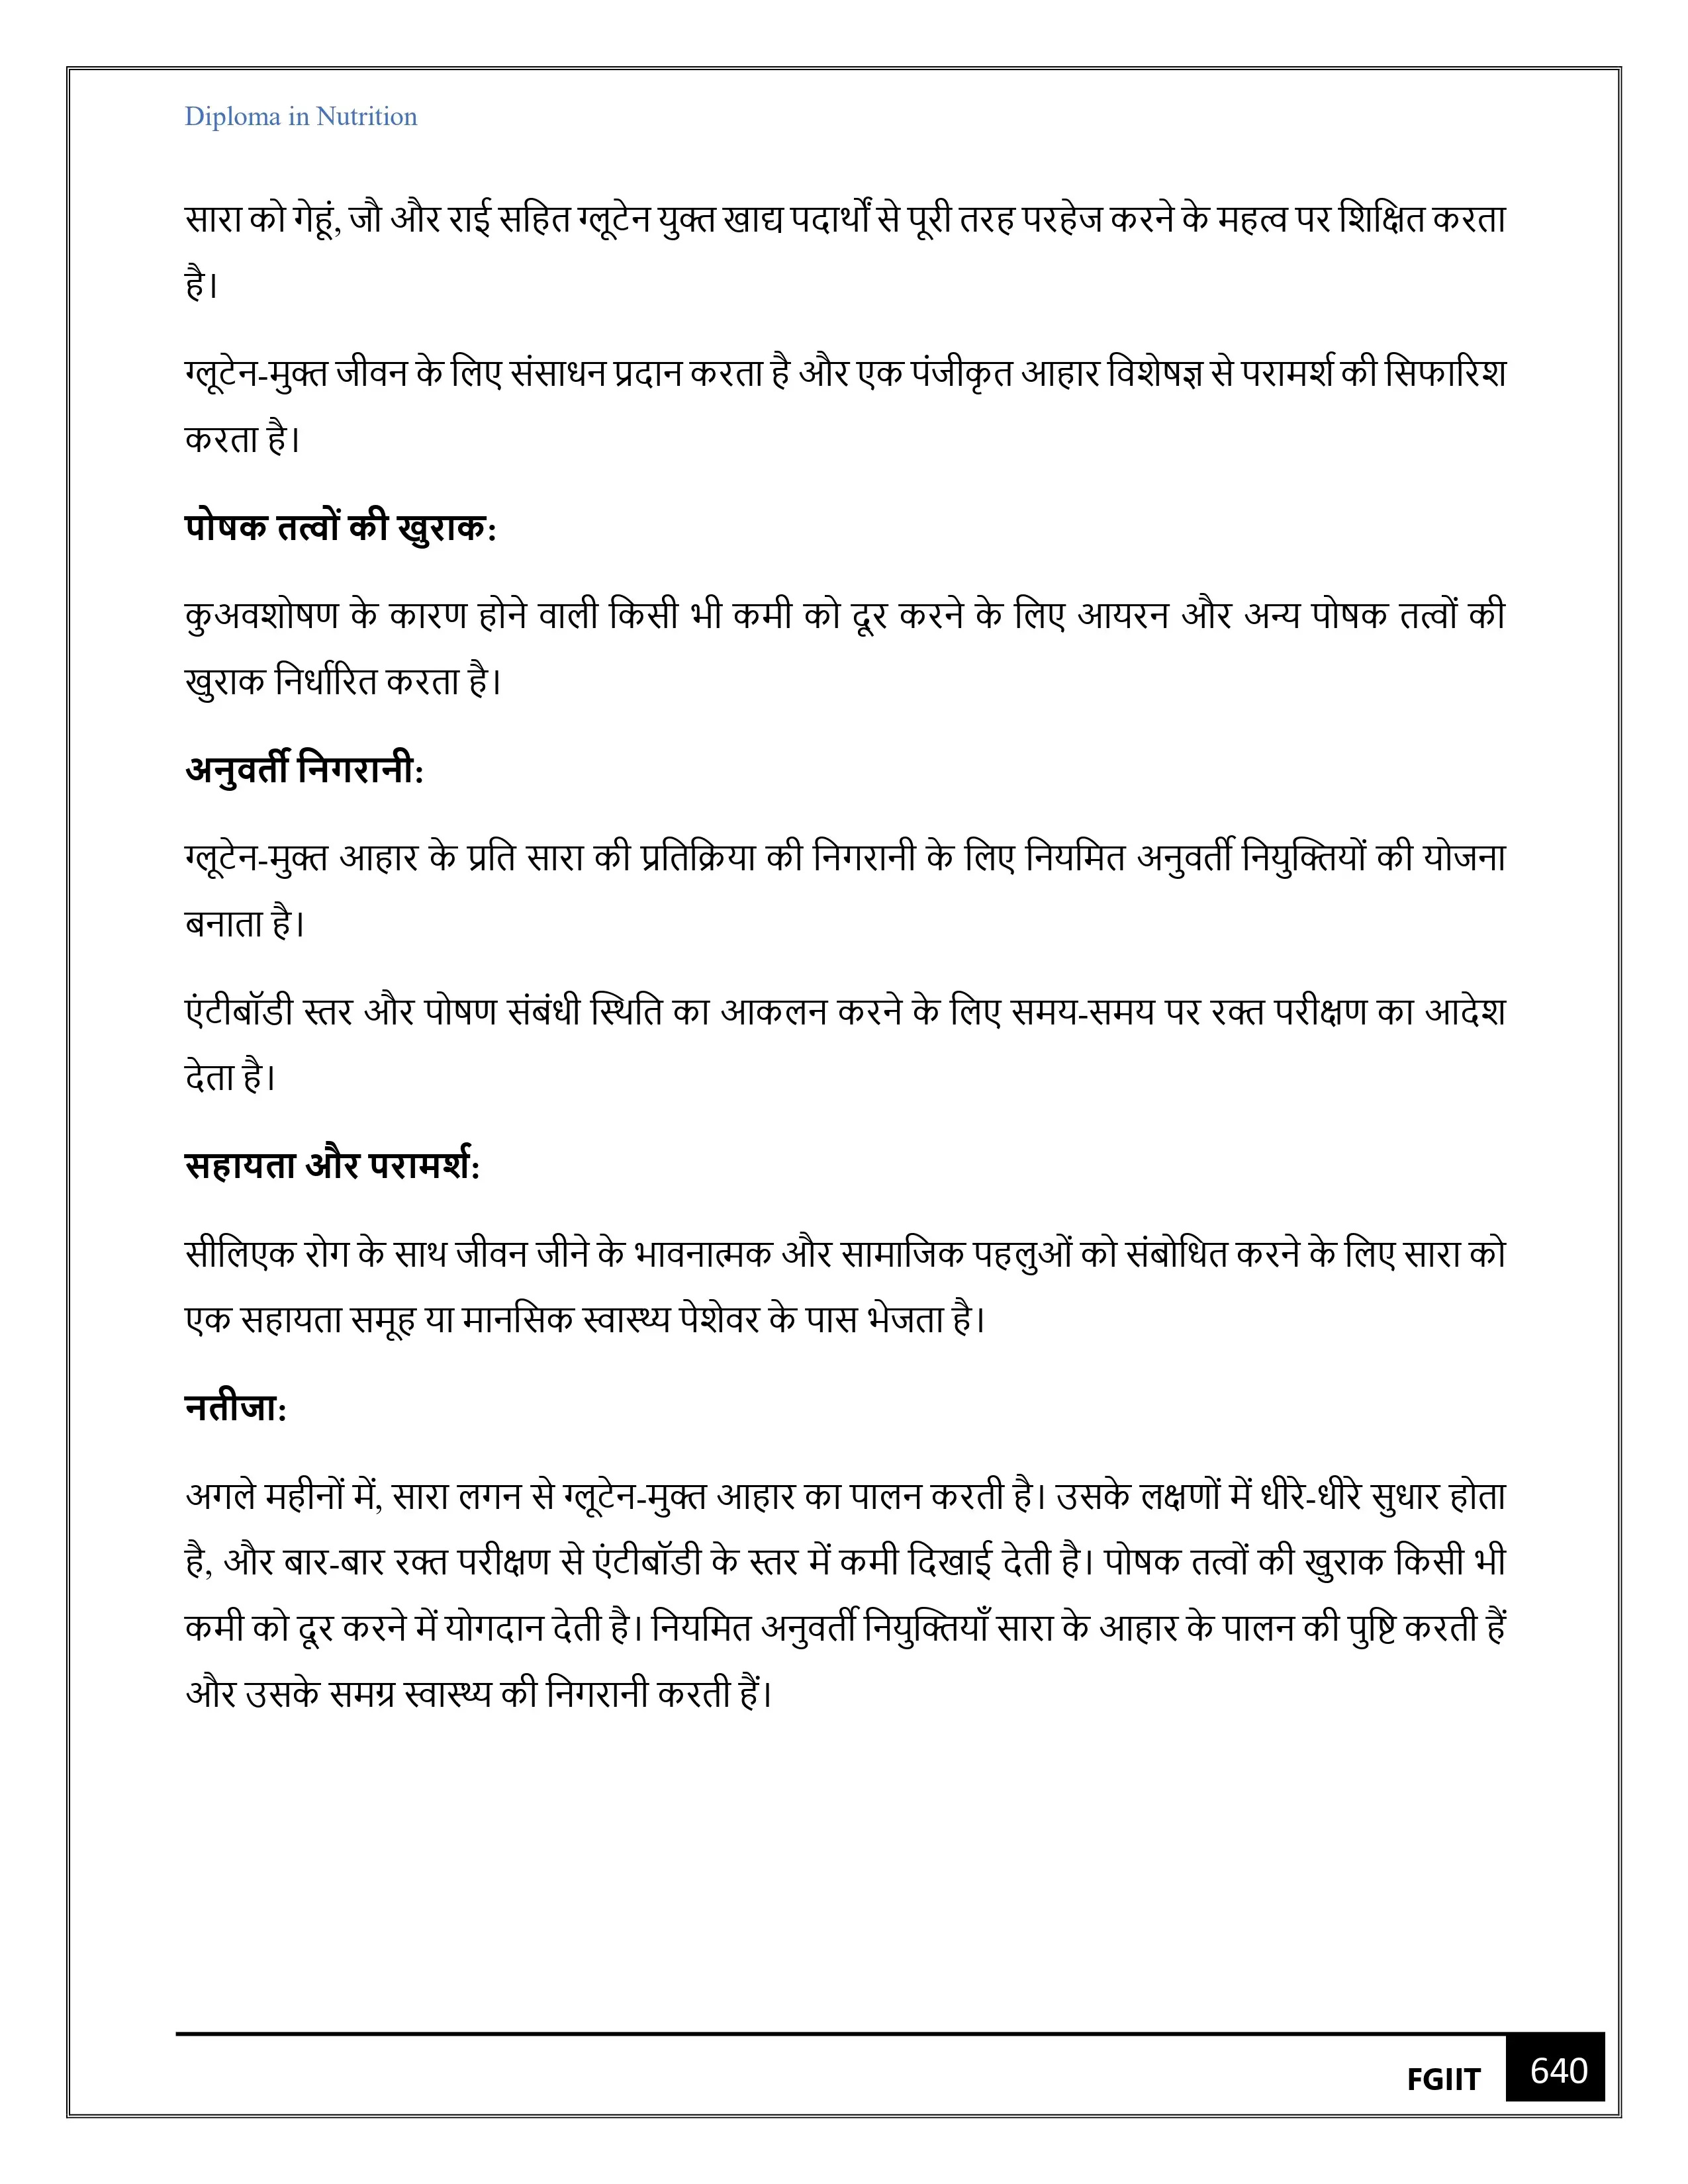 Diploma in Nutrition
सारा को गेहूं, जौ और राई सहित ग्लूटेन युक्त खाद्य पदार्थों से पूरी तरह परहेज करने के महत्व पर शिक्षित करता
है।
ग्लूटेन-मुक्त जीवन के लिए संसाधन प्रदान करता है और एक पंजीकृत आहार विशेषज्ञ से परामर्श की सिफारिश
करता है।
पोषक तत्वों की खुराक:
कुअवशोषण के कारण होने वाली किसी भी कमी को दूर करने के लिए आयरन और अन्य पोषक तत्वों की
खुराक निर्धारित करता है।
अनुवर्ती निगरानी:
ग्लूटेन-मुक्त आहार के प्रति सारा की प्रतिक्रिया की निगरानी के लिए नियमित अनुवर्ती नियुक्तियों की योजना
बनाता है।
एंटीबॉडी स्तर और पोषण संबंधी स्थिति का आकलन करने के लिए समय-समय पर रक्त परीक्षण का आदेश
देता है।
सहायता और परामर्श:
सीलिएक रोग के साथ जीवन जीने के भावनात्मक और सामाजिक पहलुओं को संबोधित करने के लिए सारा को
एक सहायता समूह या मानसिक स्वास्थ्य पेशेवर के पास भेजता है।
नतीजा:
अगले महीनों में, सारा लगन से ग्लूटेन-मुक्त आहार का पालन करती है। उसके लक्षणों में धीरे-धीरे सुधार होता
है, और बार-बार रक्त परीक्षण से एंटीबॉडी के स्तर में कमी दिखाई देती है। पोषक तत्वों की खुराक किसी भी
कमी को दूर करने में योगदान देती है। नियमित अनुवर्ती नियुक्तियाँ सारा के आहार के पालन की पुष्टि करती हैं
और उसके समग्र स्वास्थ्य की निगरानी करती हैं।
FGIIT 640